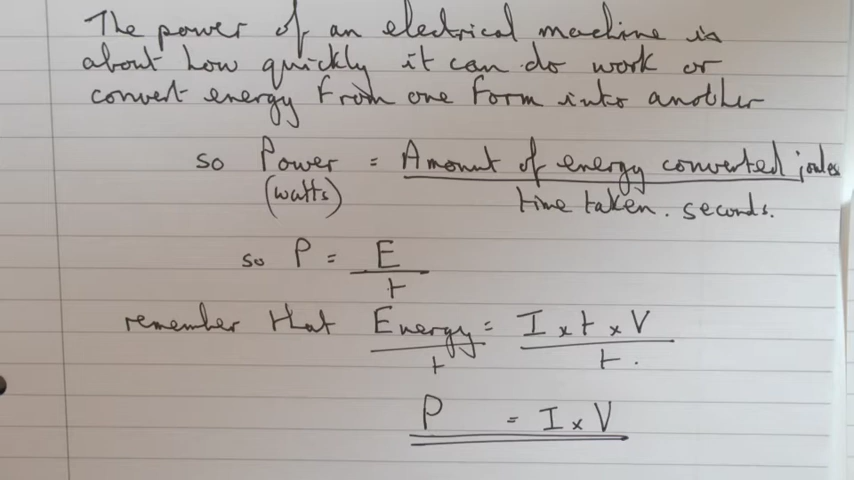 The power of an electrical machine is
about how quickly it can do work or
convert energy from one form into another
so Power = Amount of energy converted joules
(watts) time taken. seconds.
so P = E
t
remember that Energy = I x t x V
t t.
P = I x V